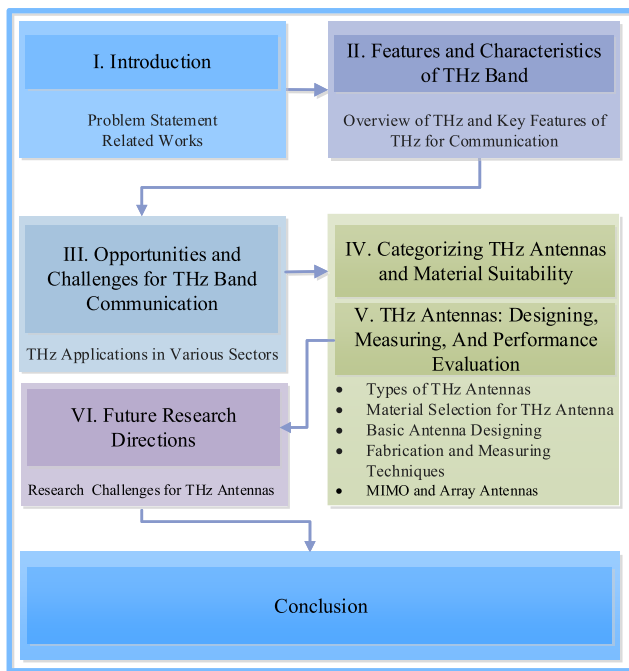 I. Introduction
Problem Statement
Related Works
II. Features and Characteristics
of THz Band
Overview of THz and Key Features of
THz for Communication
III. Opportunities and
Challenges for THz Band
Communication
THz Applications in Various Sectors
IV. Categorizing THz Antennas
and Material Suitability
V. THz Antennas: Designing,
Measuring, And Performance
Evaluation
• Types of THz Antennas
• Material Selection for THz Antenna
• Basic Antenna Designing
• Fabrication and Measuring
Techniques
• MIMO and Array Antennas
VI. Future Research
Directions
Research Challenges for THz Antennas
Conclusion